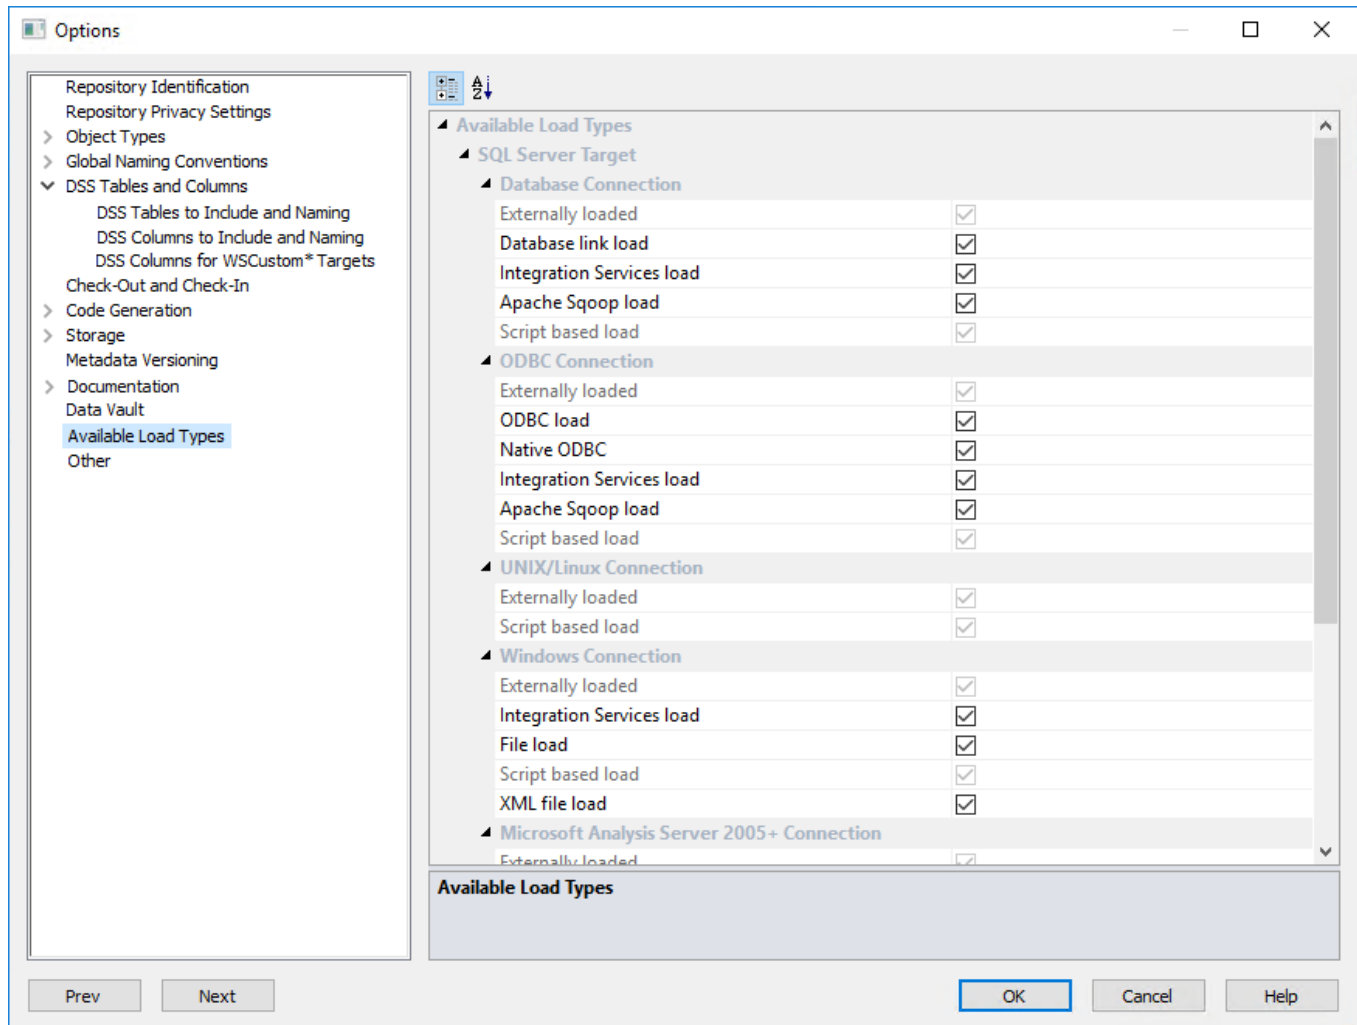 Options
Repository Identification
Repository Privacy Settings
Object Types
Global Naming Conventions
DSS Tables and Columns
DSS Tables to Include and Naming
DSS Columns to Include and Naming
DSS Columns for WSCustom* Targets
Check-Out and Check-In
Code Generation
Storage
Metadata Versioning
Documentation
Data Vault
Available Load Types
Other
Available Load Types
SQL Server Target
Database Connection
Externally loaded
Database link load
Integration Services load
Apache Sqoop load
Script based load
ODBC Connection
Externally loaded
ODBC load
Native ODBC
Integration Services load
Apache Sqoop load
Script based load
UNIX/Linux Connection
Externally loaded
Script based load
Windows Connection
Externally loaded
Integration Services load
File load
Script based load
XML file load
Microsoft Analysis Server 2005+ Connection
Externally loaded
Available Load Types
Prev
Next
OK
Cancel
Help